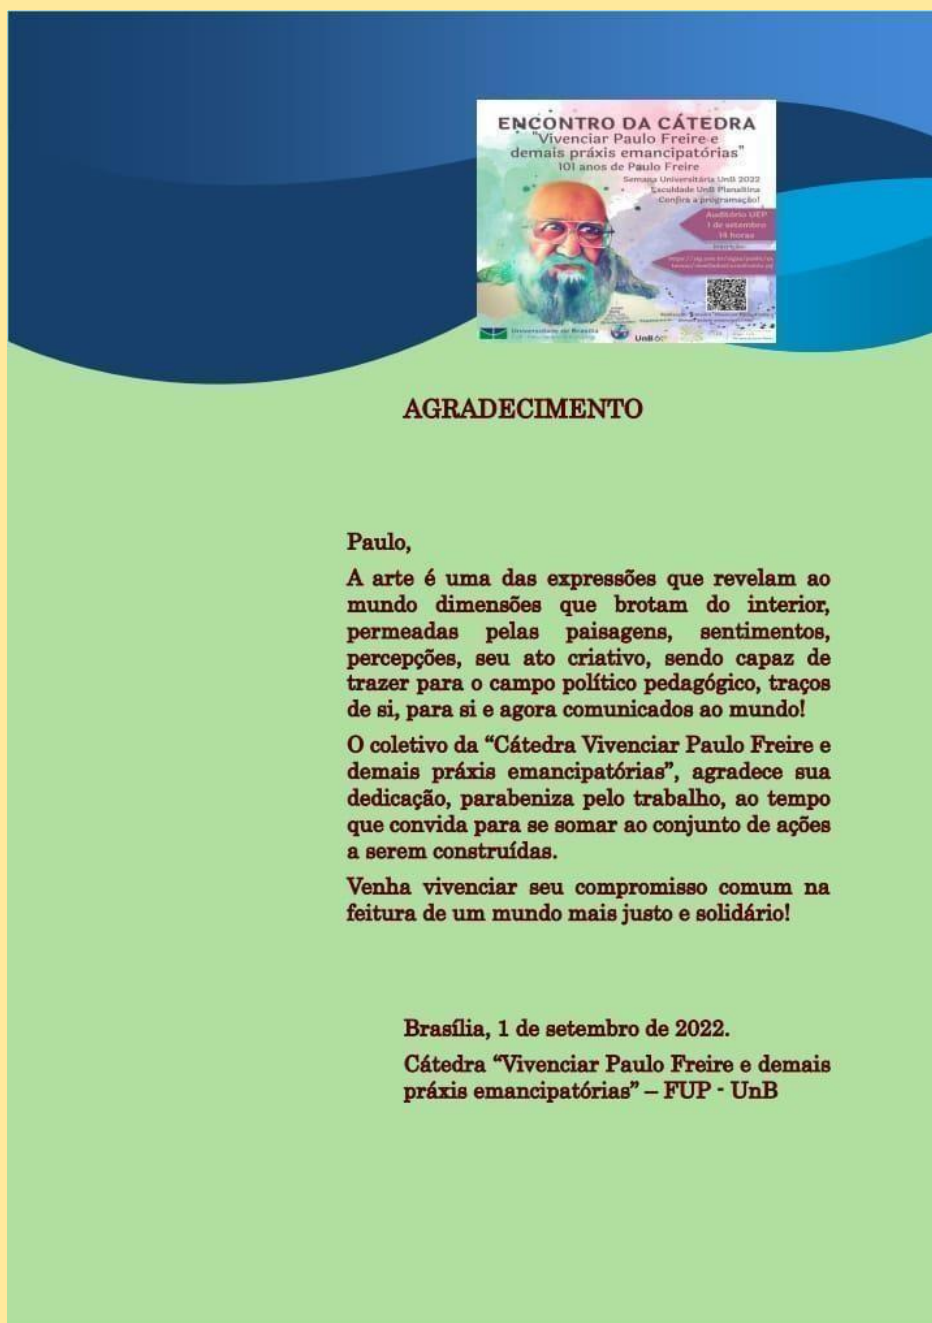 ENCONTRO DA CÁTEDRA
"Vivenciar Paulo Freire e
demais práxis emancipatórias"
101 anos de Paulo Freire
Semana Universitária UnB 2022
Faculdade UnB Planaltina
Confira a programação!
Auditório UEP
1 de setembro
14 horas
Universidade de Brasília
UnB
AGRADECIMENTO
Paulo,
A arte é uma das expressões que revelam ao
mundo dimensões que brotam do interior,
permeadas pelas paisagens, sentimentos,
percepções, seu ato criativo, sendo capaz de
trazer para o campo político pedagógico, traços
de si, para si e agora comunicados ao mundo!
O coletivo da “Cátedra Vivenciar Paulo Freire e
demais práxis emancipatórias”, agradece sua
dedicação, parabeniza pelo trabalho, ao tempo
que convida para se somar ao conjunto de ações
a serem construídas.
Venha vivenciar seu compromisso comum na
feitura de um mundo mais justo e solidário!
Brasília, 1 de setembro de 2022.
Cátedra “Vivenciar Paulo Freire e demais
práxis emancipatórias” – FUP - UnB